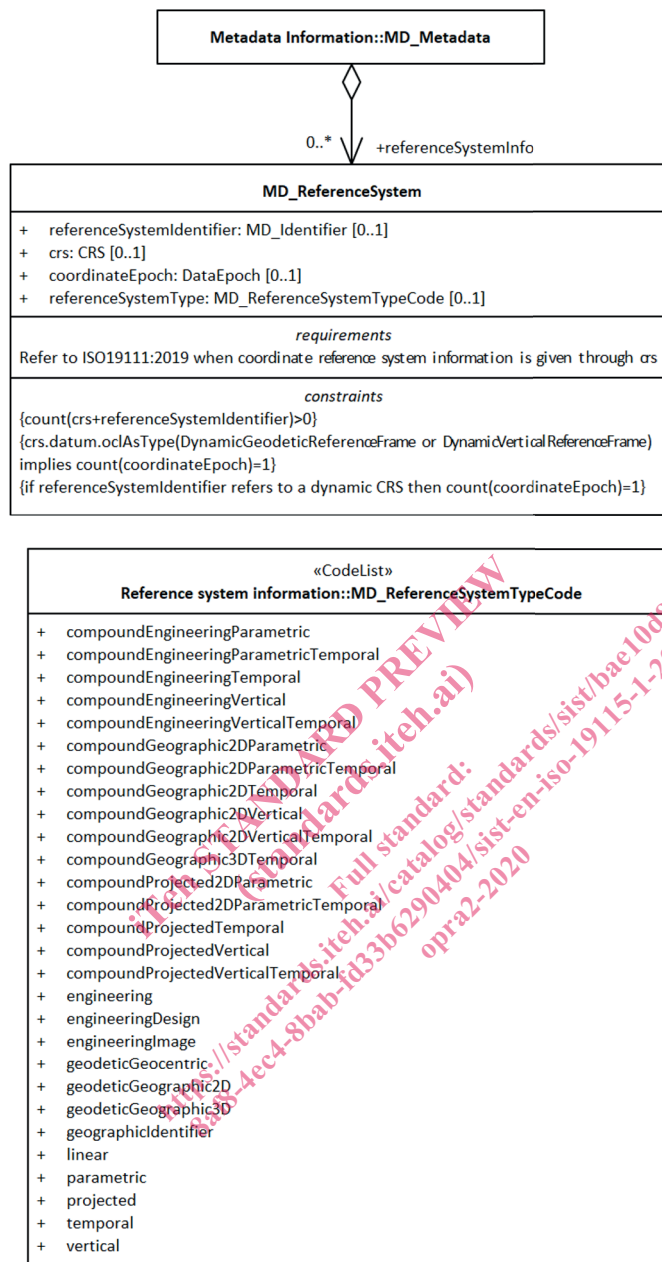 Metadata Information::MD_Metadata
0..*
+referenceSystemInfo
MD_ReferenceSystem
+ referenceSystemIdentifier: MD_Identifier [0..1]
+ crs: CRS [0..1]
+ coordinateEpoch: DataEpoch [0..1]
+ referenceSystemType: MD_ReferenceSystemTypeCode [0..1]
requirements
Refer to ISO19111:2019 when coordinate reference system information is given through crs
constraints
{count(crs+referenceSystemIdentifier)>0}
{crs.datum.oclAsType(DynamicGeodeticReferenceFrame or DynamicVerticalReferenceFrame)
implies count(coordinateEpoch)=1}
{if referenceSystemIdentifier refers to a dynamic CRS then count(coordinateEpoch)=1}
«CodeList»
Reference system information::MD_ReferenceSystemTypeCode
+ compoundEngineeringParametric
+ compoundEngineeringParametricTemporal
+ compoundEngineeringTemporal
+ compoundEngineeringVertical
+ compoundEngineeringVerticalTemporal
+ compoundGeographic2DParametric
+ compoundGeographic2DParametricTemporal
+ compoundGeographic2DTemporal
+ compoundGeographic2DVertical
+ compoundGeographic2DVerticalTemporal
+ compoundGeographic3DTemporal
+ compoundProjected2DParametric
+ compoundProjected2DParametricTemporal
+ compoundProjectedTemporal
+ compoundProjectedVertical
+ compoundProjectedVerticalTemporal
+ engineering
+ engineeringDesign
+ engineeringImage
+ geodeticGeocentric
+ geodeticGeographic2D
+ geodeticGeographic3D
+ geographicIdentifier
+ linear
+ parametric
+ projected
+ temporal
+ vertical
iTeh STANDARD PREVIEW
(standards.iteh.ai)
Full standard:
https://standards.iteh.ai/catalog/standards/sist/bae10d8
8af8-4ec4-8bab-fd33b6290404/sist-en-iso-19115-1-20
opra2-2020